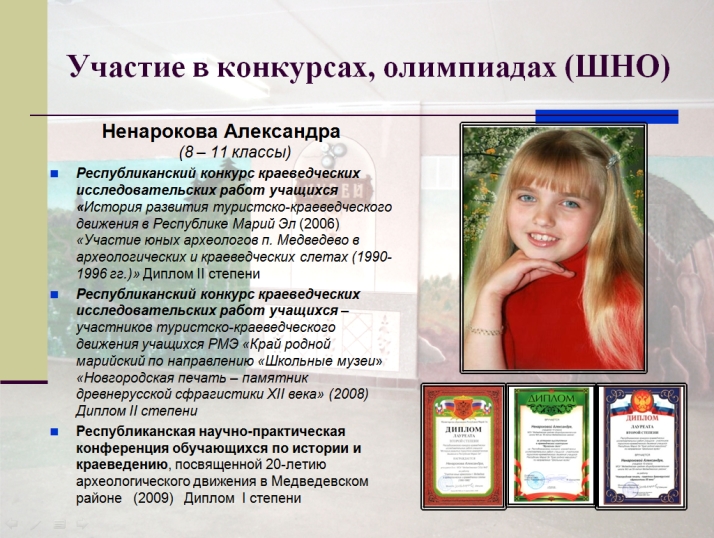 Участие в конкурсах, олимпиадах (ШНО)
Ненарокова Александра
(8 – 11 классы)
Республиканский конкурс краеведческих
исследовательских работ учащихся
«История развития туристско-краеведческого
движения в Республике Марий Эл (2006)
«Участие юных археологов п. Медведево в
археологических и краеведческих слетах (1990-
1996 гг.)» Диплом II степени
Республиканский конкурс краеведческих
исследовательских работ учащихся –
участников туристско-краеведческого
движения учащихся РМЭ «Край родной
марийский по направлению «Школьные музеи»
«Новгородская печать – памятник
древнерусской сфрагистики XII века» (2008)
Диплом II степени
Республиканская научно-практическая
конференция обучающихся по истории и
краеведению, посвященной 20-летию
археологического движения в Медведевском
районе (2009) Диплом I степени
ДИПЛОМ
ЛАУРЕАТА
ДИПЛОМ
ДИПЛОМ
ЛАУРЕАТА